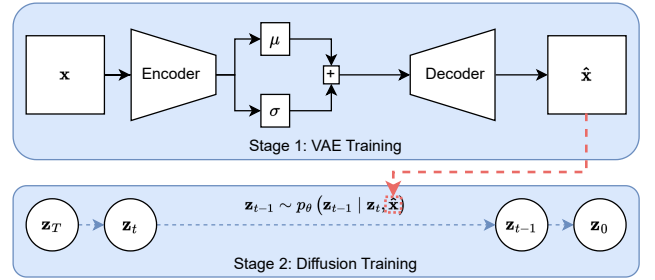 x
Encoder
μ
σ
+
Decoder
x̂
Stage 1: VAE Training
z_{t-1} ∼ p_θ (z_{t-1} | z_t, x̂)
z_T
z_t
z_{t-1}
z_0
Stage 2: Diffusion Training